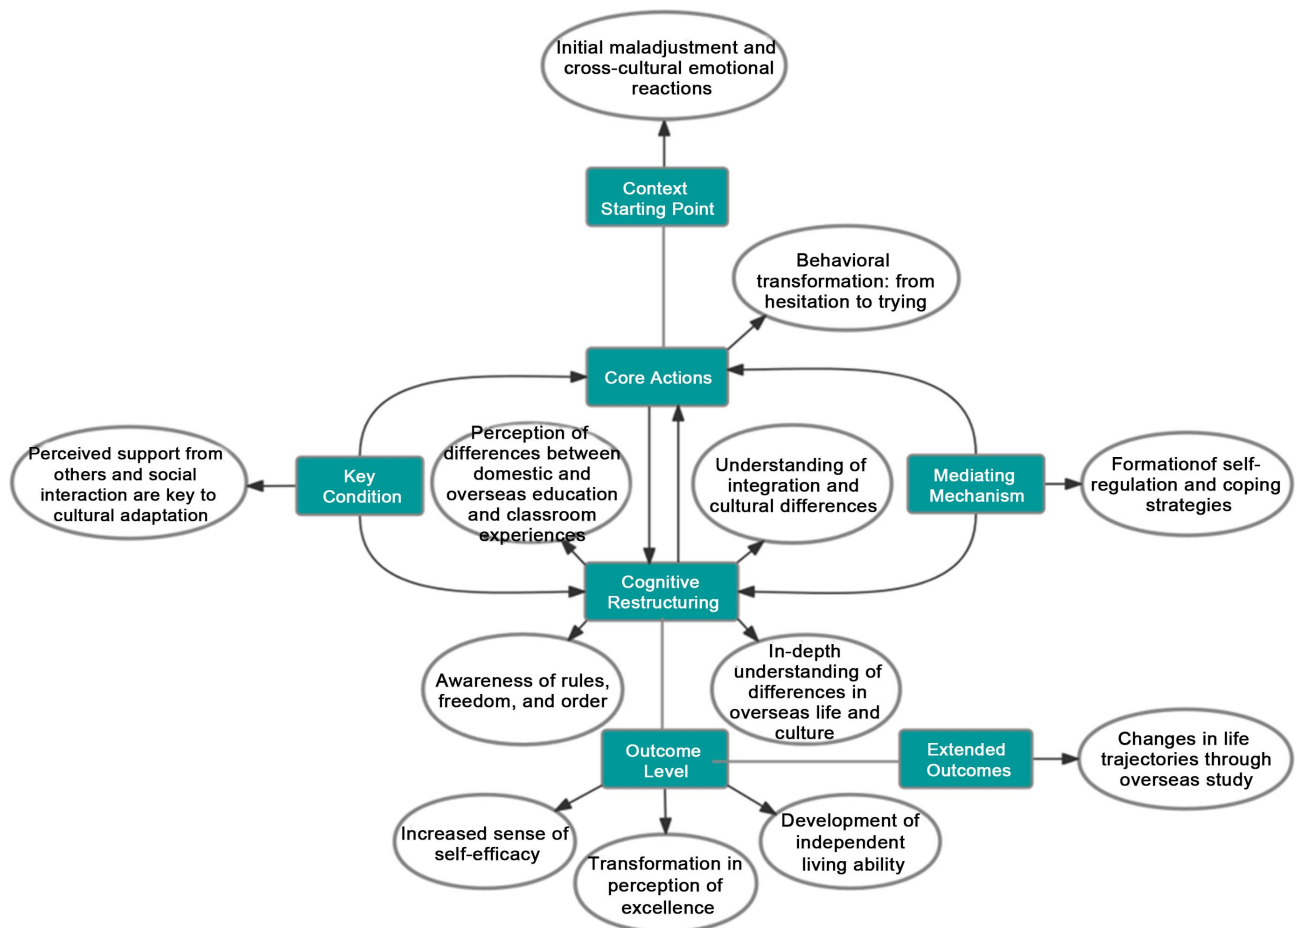 Initial maladjustment and
cross-cultural emotional
reactions
Context
Starting Point
Behavioral
transformation: from
hesitation to trying
Core Actions
Perceived support from
others and social
interaction are key to
cultural adaptation
Key
Condition
Perception of
differences between
domestic and
overseas education
and classroom
experiences
Understanding of
integration and
cultural differences
Mediating
Mechanism
Formationof self-
regulation and coping
strategies
Cognitive
Restructuring
Awareness of rules,
freedom, and order
In-depth
understanding of
differences in
overseas life and
culture
Outcome
Level
Extended
Outcomes
Changes in life
trajectories through
overseas study
Increased sense of
self-efficacy
Transformation in
perception of
excellence
Development of
independent
living ability